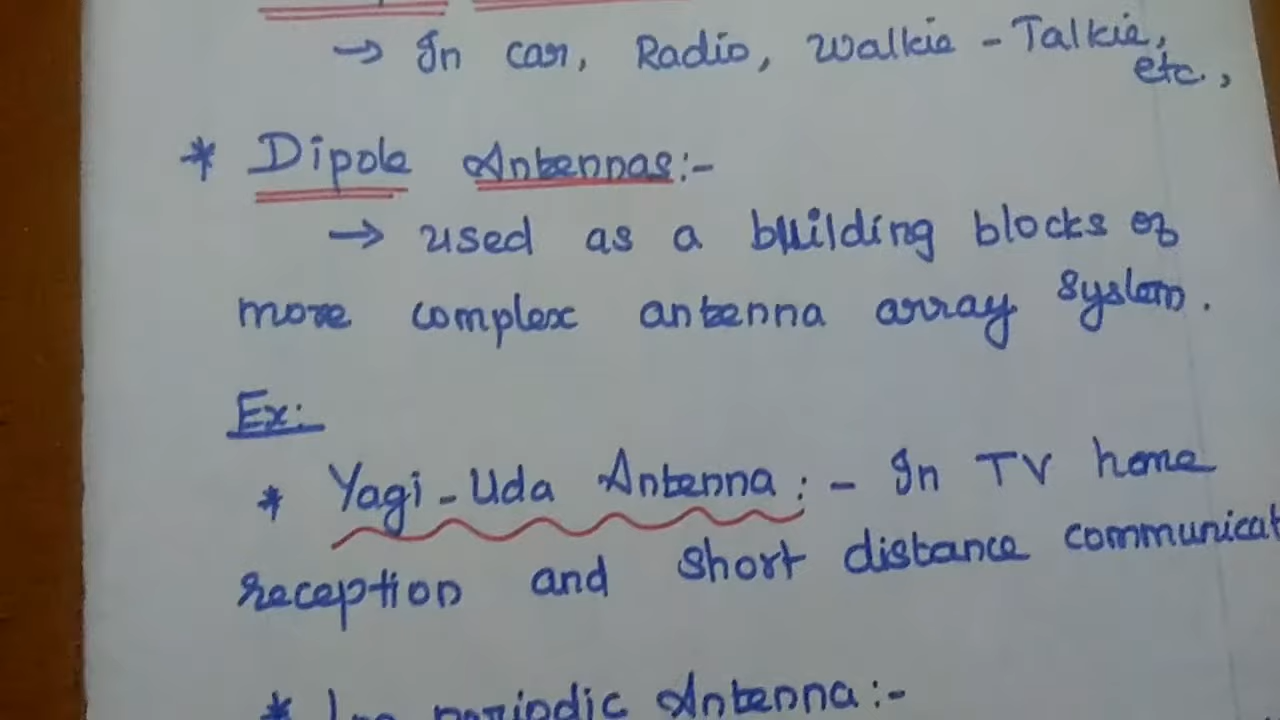 → In car, Radio, Walkie - Talkie,
etc.,
* Dipole Antennas:-
→ used as a building blocks of
more complex antenna array system.
Ex:
* Yagi - Uda Antenna : - In TV home
reception and short distance communicat
* Log periodic Antenna:-